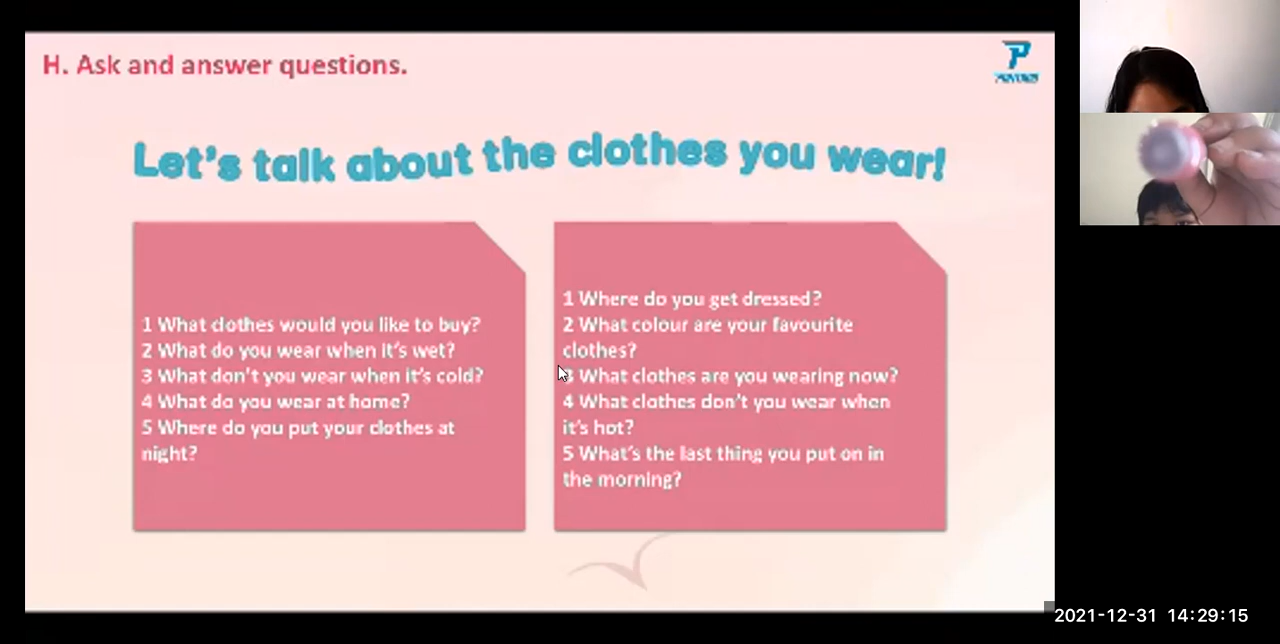 H. Ask and answer questions.
Let's talk about the clothes you wear!
1 What clothes would you like to buy?
2 What do you wear when it's wet?
3 What don't you wear when it's cold?
4 What do you wear at home?
5 Where do you put your clothes at
night?
1 Where do you get dressed?
2 What colour are your favourite
clothes?
3 What clothes are you wearing now?
4 What clothes don't you wear when
it's hot?
5 What's the last thing you put on in
the morning?
2021-12-31 14:29:15